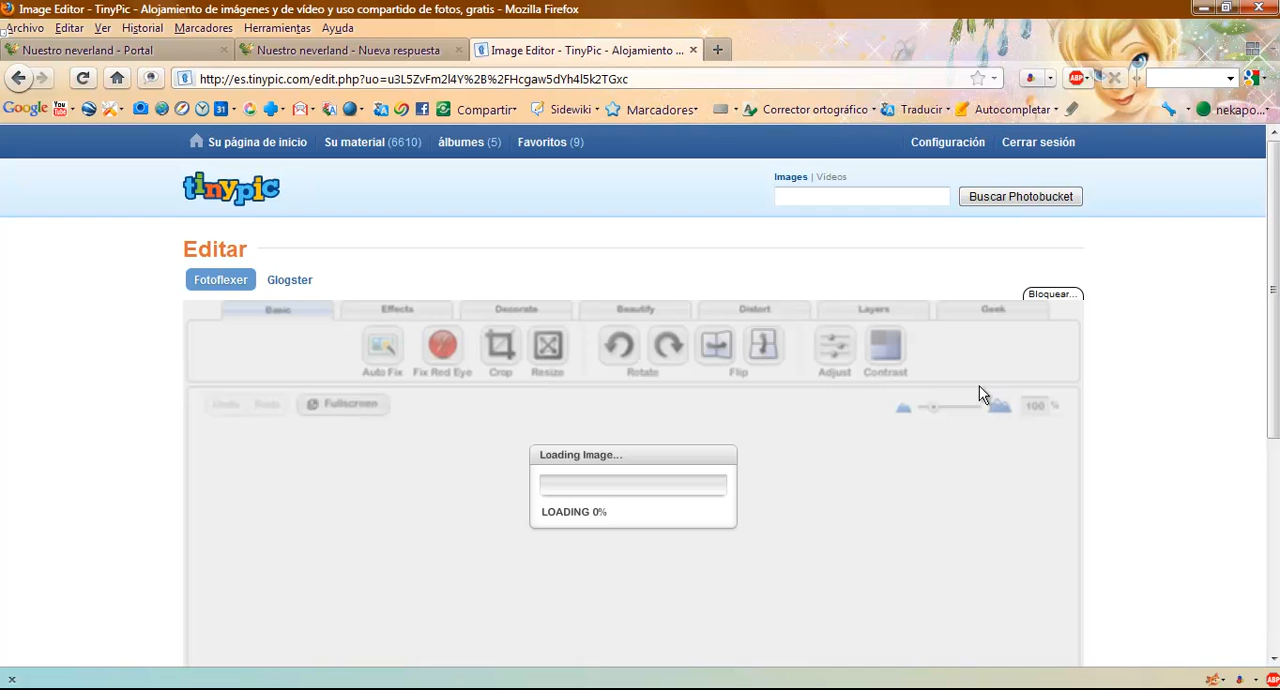 Image Editor - TinyPic - Alojamiento de imágenes y de vídeo y uso compartido de fotos, gratis - Mozilla Firefox
Archivo Editar Ver Historial Marcadores Herramientas Ayuda
Nuestro neverland - Portal Nuestro neverland - Nueva respuesta Image Editor - TinyPic - Alojamiento ...
http://es.tinypic.com/edit.php?uo=u3L5ZvFm2l4Y%2B%2FHcgaw5dYh4l5k2TGxc ABP
Google You Tube 31 Compartir Sidewiki Marcadores Corrector ortográfico Traducir Autocompletar nekapo...
Su página de inicio Su material (6610) álbumes (5) Favoritos (9) Configuración Cerrar sesión
tinypic
Images | Videos
Buscar Photobucket
Editar
Fotoflexer Glogster
Bloquear...
Basic Effects Decorate Beautify Distort Layers Geek
Auto Fix Fix Red Eye Crop Resize Rotate Flip Adjust Contrast
Undo Redo Fullscreen 100 %
Loading Image...
LOADING 0%
ABP